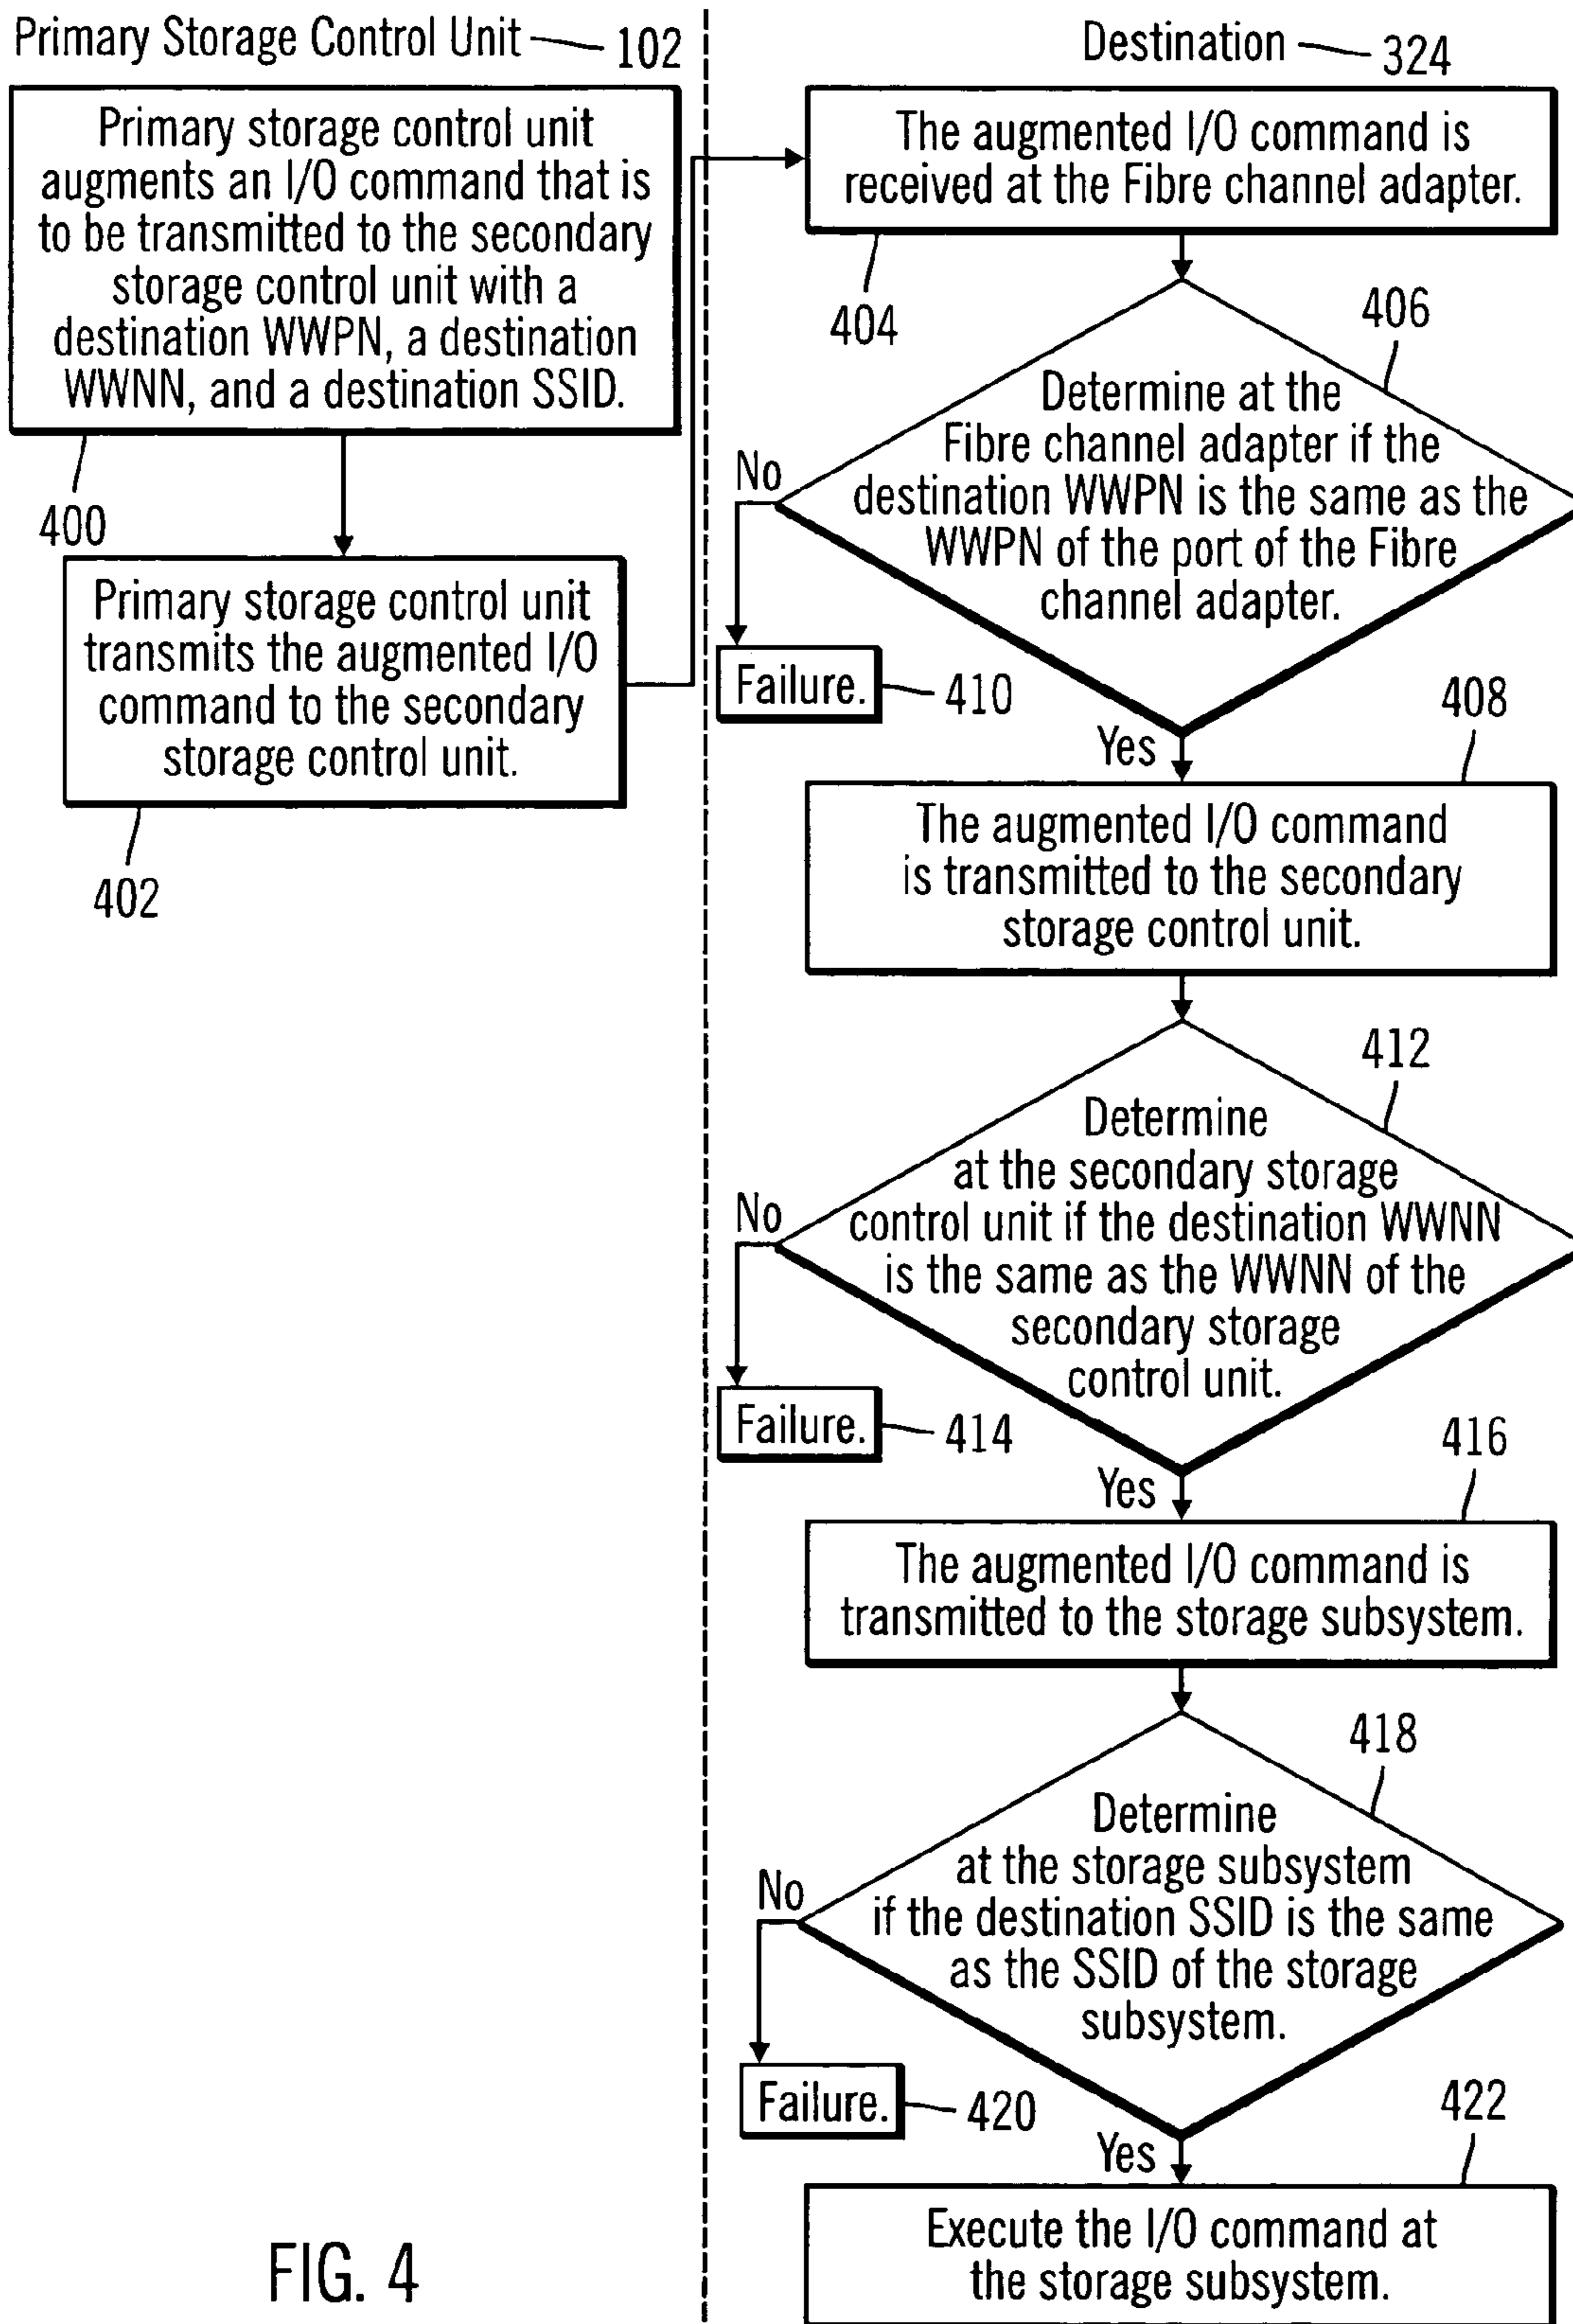 Primary Storage Control Unit 102
Primary storage control unit
augments an I/O command that is
to be transmitted to the secondary
storage control unit with a
destination WWPN, a destination
WWNN, and a destination SSID.
400
Primary storage control unit
transmits the augmented I/O
command to the secondary
storage control unit.
402
Destination 324
The augmented I/O command is
received at the Fibre channel adapter.
404
406
Determine at the
Fibre channel adapter if the
destination WWPN is the same as the
WWPN of the port of the Fibre
channel adapter.
No
Failure. 410
Yes
408
The augmented I/O command
is transmitted to the secondary
storage control unit.
412
Determine
at the secondary storage
control unit if the destination WWNN
is the same as the WWNN of the
secondary storage
control unit.
No
Failure. 414
Yes
416
The augmented I/O command is
transmitted to the storage subsystem.
418
Determine
at the storage subsystem
if the destination SSID is the same
as the SSID of the storage
subsystem.
No
Failure. 420
Yes
422
Execute the I/O command at
the storage subsystem.
FIG. 4